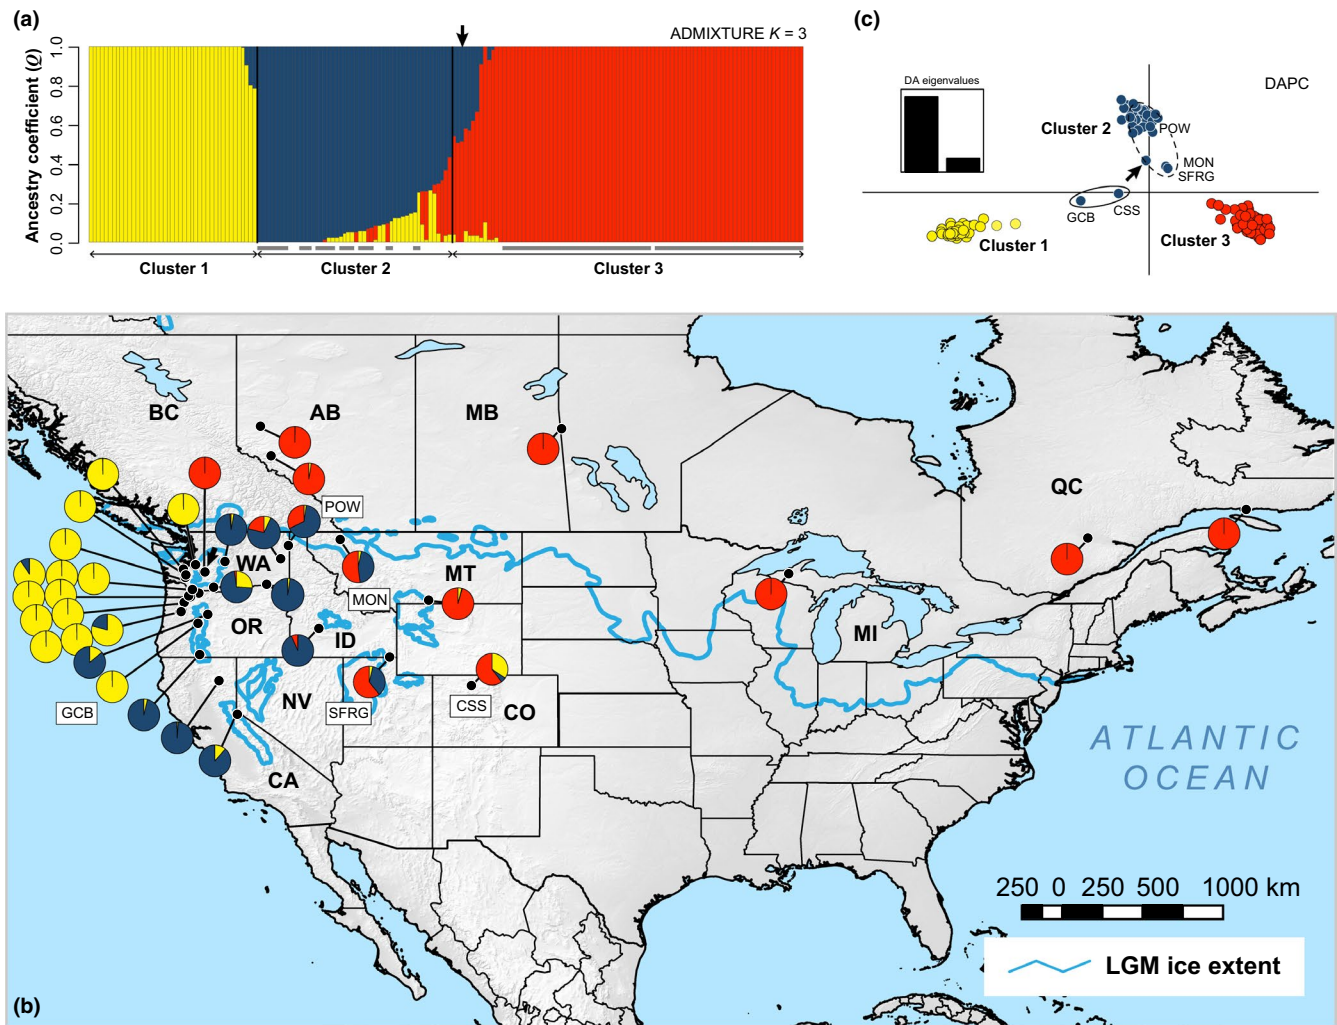 (a)
ADMIXTURE K = 3
Ancestry coefficient (Q)
1.0
0.8
0.6
0.4
0.2
0.0
Cluster 1
Cluster 2
Cluster 3
(c)
DA eigenvalues
DAPC
Cluster 2
POW
MON
SFRG
GCB
CSS
Cluster 1
Cluster 3
BC
AB
MB
QC
POW
WA
MT
MON
OR
ID
MI
NV
SFRG
CSS
CO
GCB
CA
ATLANTIC
OCEAN
250 0 250 500 1000 km
LGM ice extent
(b)